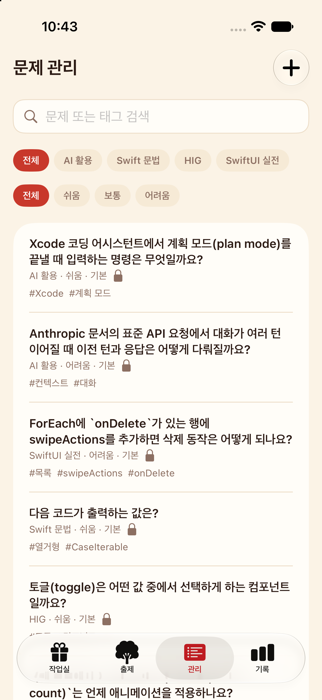 10:43
문제 관리
문제 또는 태그 검색
전체 AI 활용 Swift 문법 HIG SwiftUI 실전
전체 쉬움 보통 어려움
Xcode 코딩 어시스턴트에서 계획 모드(plan mode)를
끝낼 때 입력하는 명령은 무엇일까요?
AI 활용 · 쉬움 · 기본
#Xcode #계획 모드
Anthropic 문서의 표준 API 요청에서 대화가 여러 턴
이어질 때 이전 턴과 응답은 어떻게 다뤄질까요?
AI 활용 · 어려움 · 기본
#컨텍스트 #대화
ForEach에 `onDelete`가 있는 행에
swipeActions를 추가하면 삭제 동작은 어떻게 되나요?
SwiftUI 실전 · 어려움 · 기본
#목록 #swipeActions #onDelete
다음 코드가 출력하는 값은?
Swift 문법 · 쉬움 · 기본
#열거형 #CaseIterable
토글(toggle)은 어떤 값 중에서 선택하게 하는 컴포넌트
일까요?
HIG · 쉬움 · 기본
작업실 출제 관리 기록
count)`는 언제 애니메이션을 적용하나요?